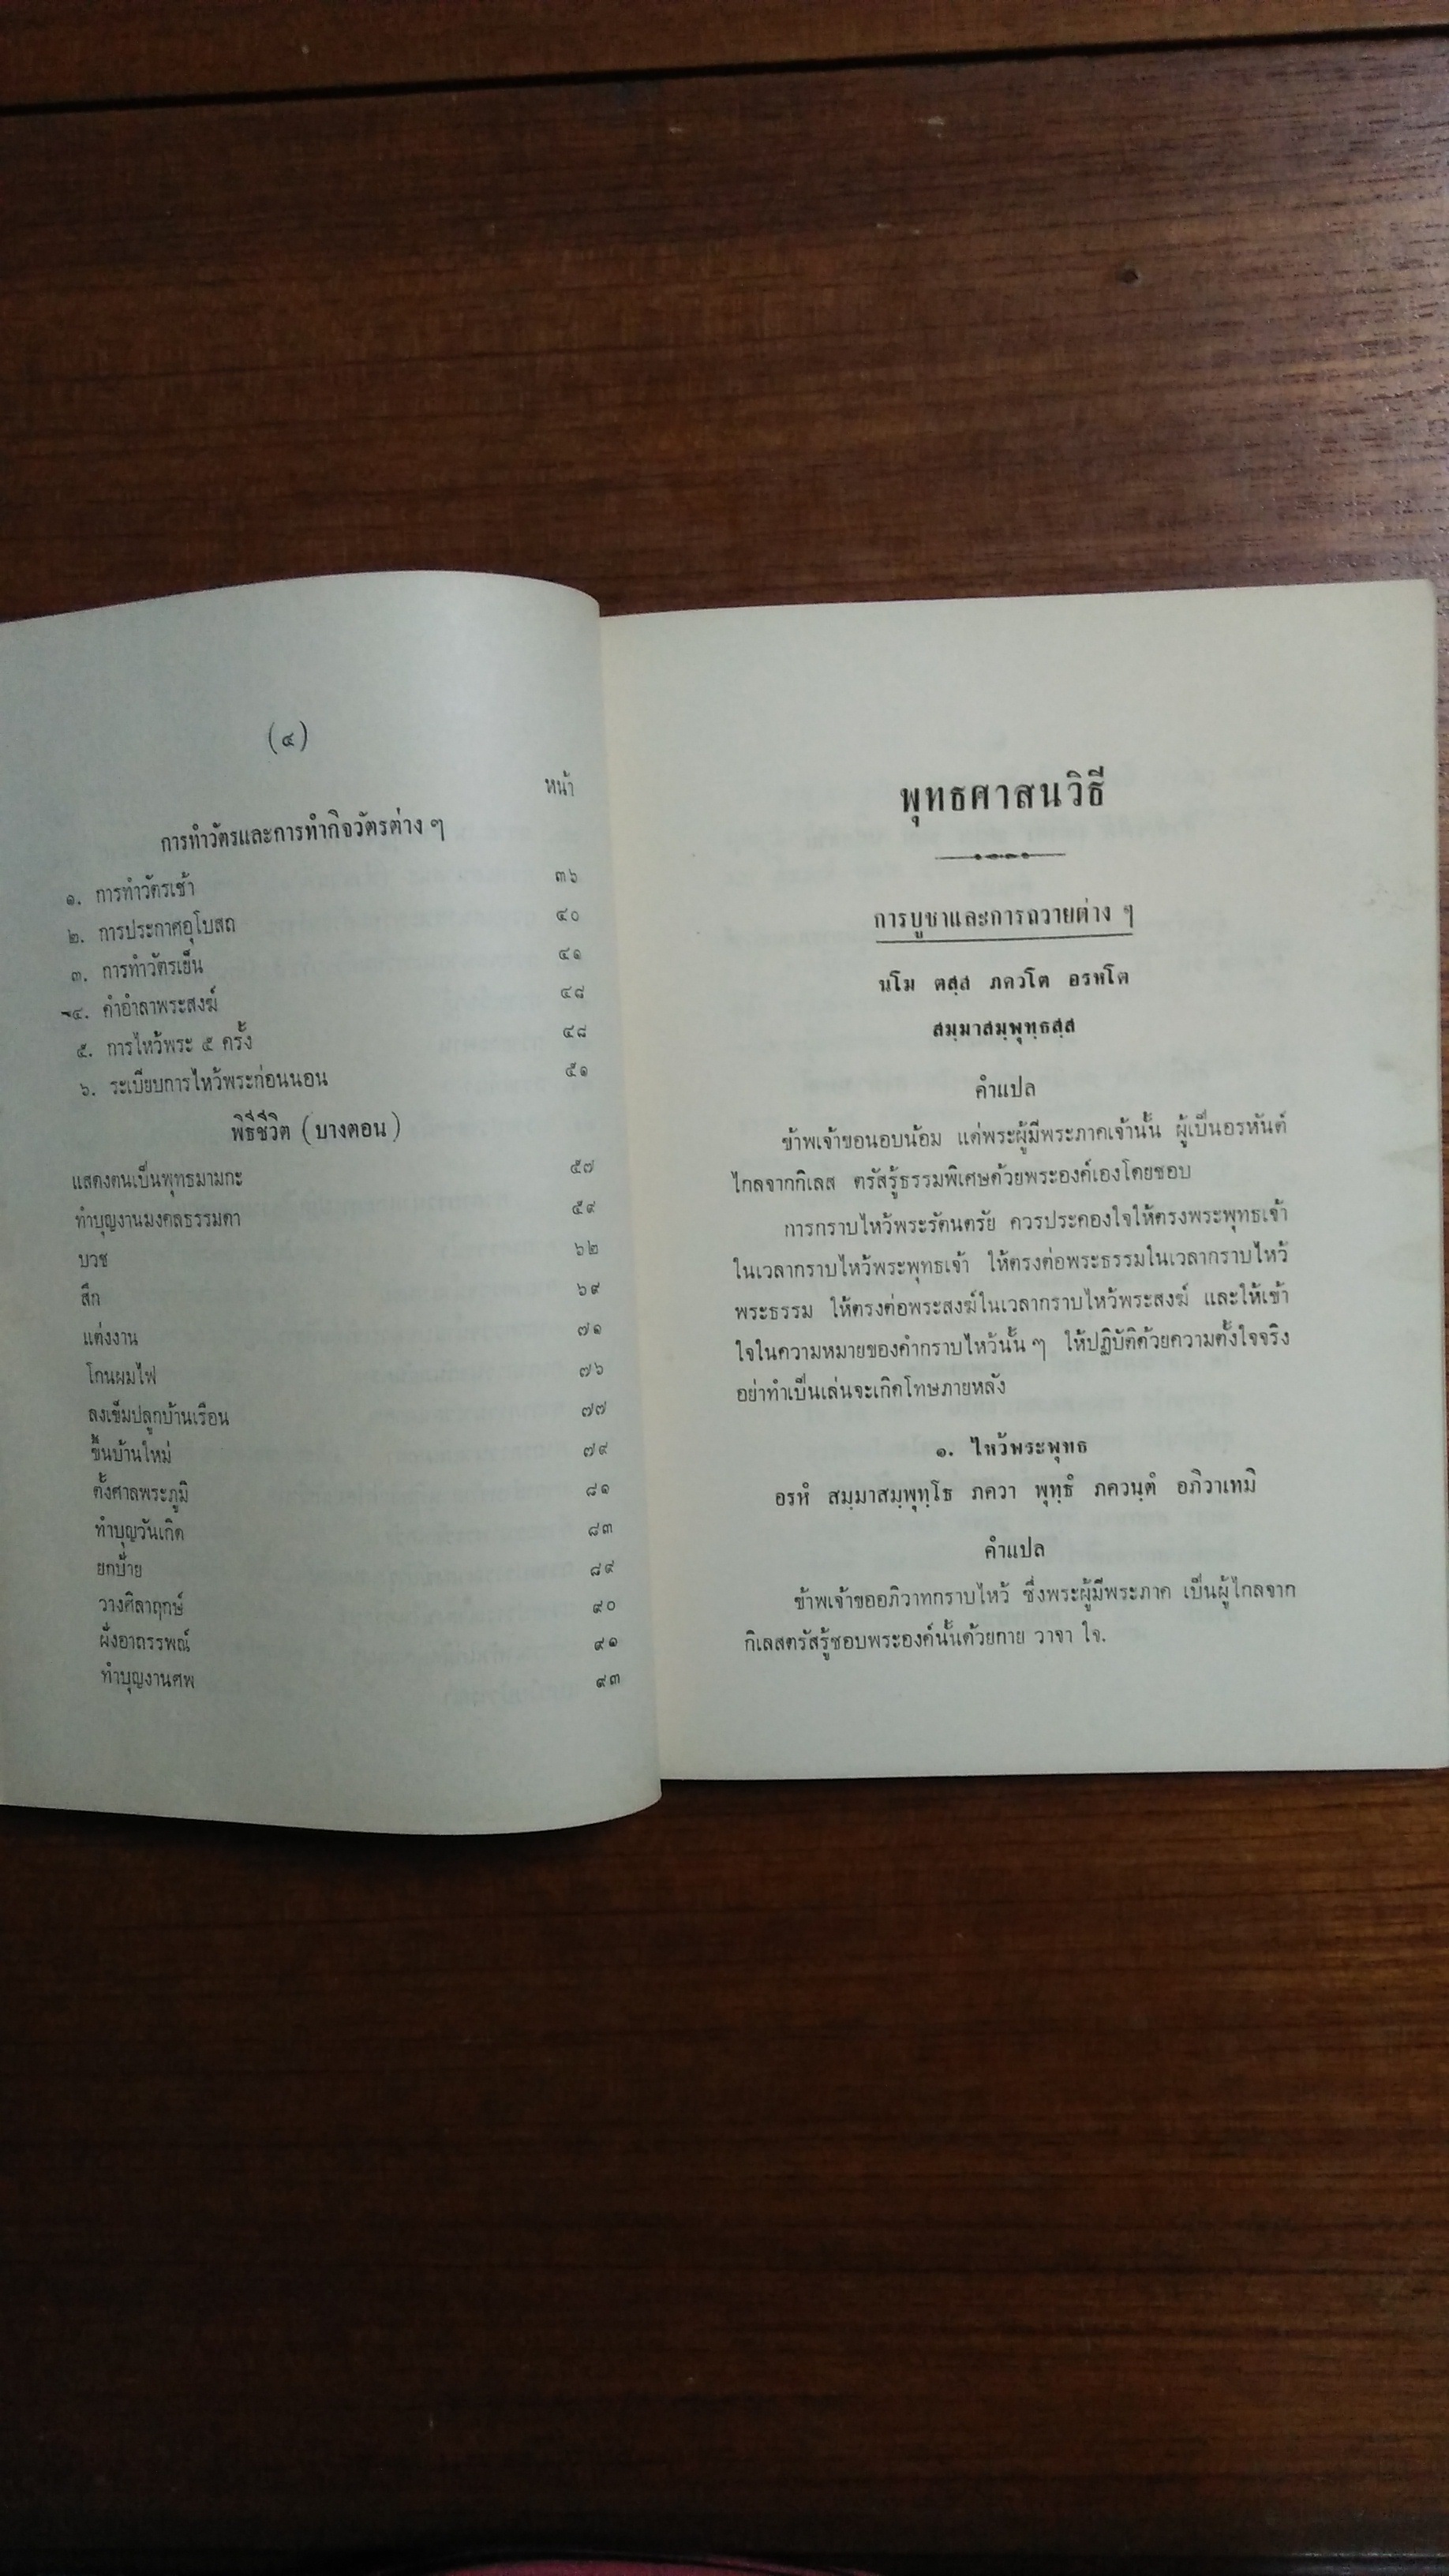 (๔)
หน้า
การทำวัตรและการทำกิจวัตรต่าง ๆ
๑. การทำวัตรเช้า ๓๖
๒. การประกาศอุโบสถ ๔๐
๓. การทำวัตรเย็น ๔๑
๔. คำอำลาพระสงฆ์ ๔๘
๕. การไหว้พระ ๕ ครั้ง ๔๘
๖. ระเบียบการไหว้พระก่อนนอน ๕๑
พิธีชีวิต (บางตอน)
แสดงตนเป็นพุทธมามกะ ๕๗
ทำบุญงานมงคลธรรมดา ๕๙
บวช ๖๒
สึก ๖๙
แต่งงาน ๗๑
โกนผมไฟ ๗๖
ลงเข็มปลูกบ้านเรือน ๗๗
ขึ้นบ้านใหม่ ๗๙
ตั้งศาลพระภูมิ ๘๑
ทำบุญวันเกิด ๘๓
ยกป้าย ๘๙
วางศิลาฤกษ์ ๙๐
ฝังอาถรรพณ์ ๙๑
ทำบุญงานศพ ๙๓
พุทธศาสนวิธี
การบูชาและการถวายต่าง ๆ
นโม ตสฺส ภควโต อรหโต
สมฺมาสมฺพุทฺธสฺส
คำแปล
ข้าพเจ้าขอนอบน้อม แด่พระผู้มีพระภาคเจ้านั้น ผู้เป็นอรหันต์
ไกลจากกิเลส ตรัสรู้ธรรมพิเศษด้วยพระองค์เองโดยชอบ
การกราบไหว้พระรัตนตรัย ควรประคองใจให้ตรงพระพุทธเจ้า
ในเวลากราบไหว้พระพุทธเจ้า ให้ตรงต่อพระธรรมในเวลากราบไหว้
พระธรรม ให้ตรงต่อพระสงฆ์ในเวลากราบไหว้พระสงฆ์ และให้เข้า
ใจในความหมายของคำกราบไหว้นั้น ๆ ให้ปฏิบัติด้วยความตั้งใจจริง
อย่าทำเป็นเล่นจะเกิดโทษภายหลัง
๑. ไหว้พระพุทธ
อรหํ สมฺมาสมฺพุทฺโธ ภควา พุทฺธํ ภควนฺตํ อภิวาเทมิ
คำแปล
ข้าพเจ้าขออภิวาทกราบไหว้ ซึ่งพระผู้มีพระภาค เป็นผู้ไกลจาก
กิเลสตรัสรู้ชอบพระองค์นั้นด้วยกาย วาจา ใจ.